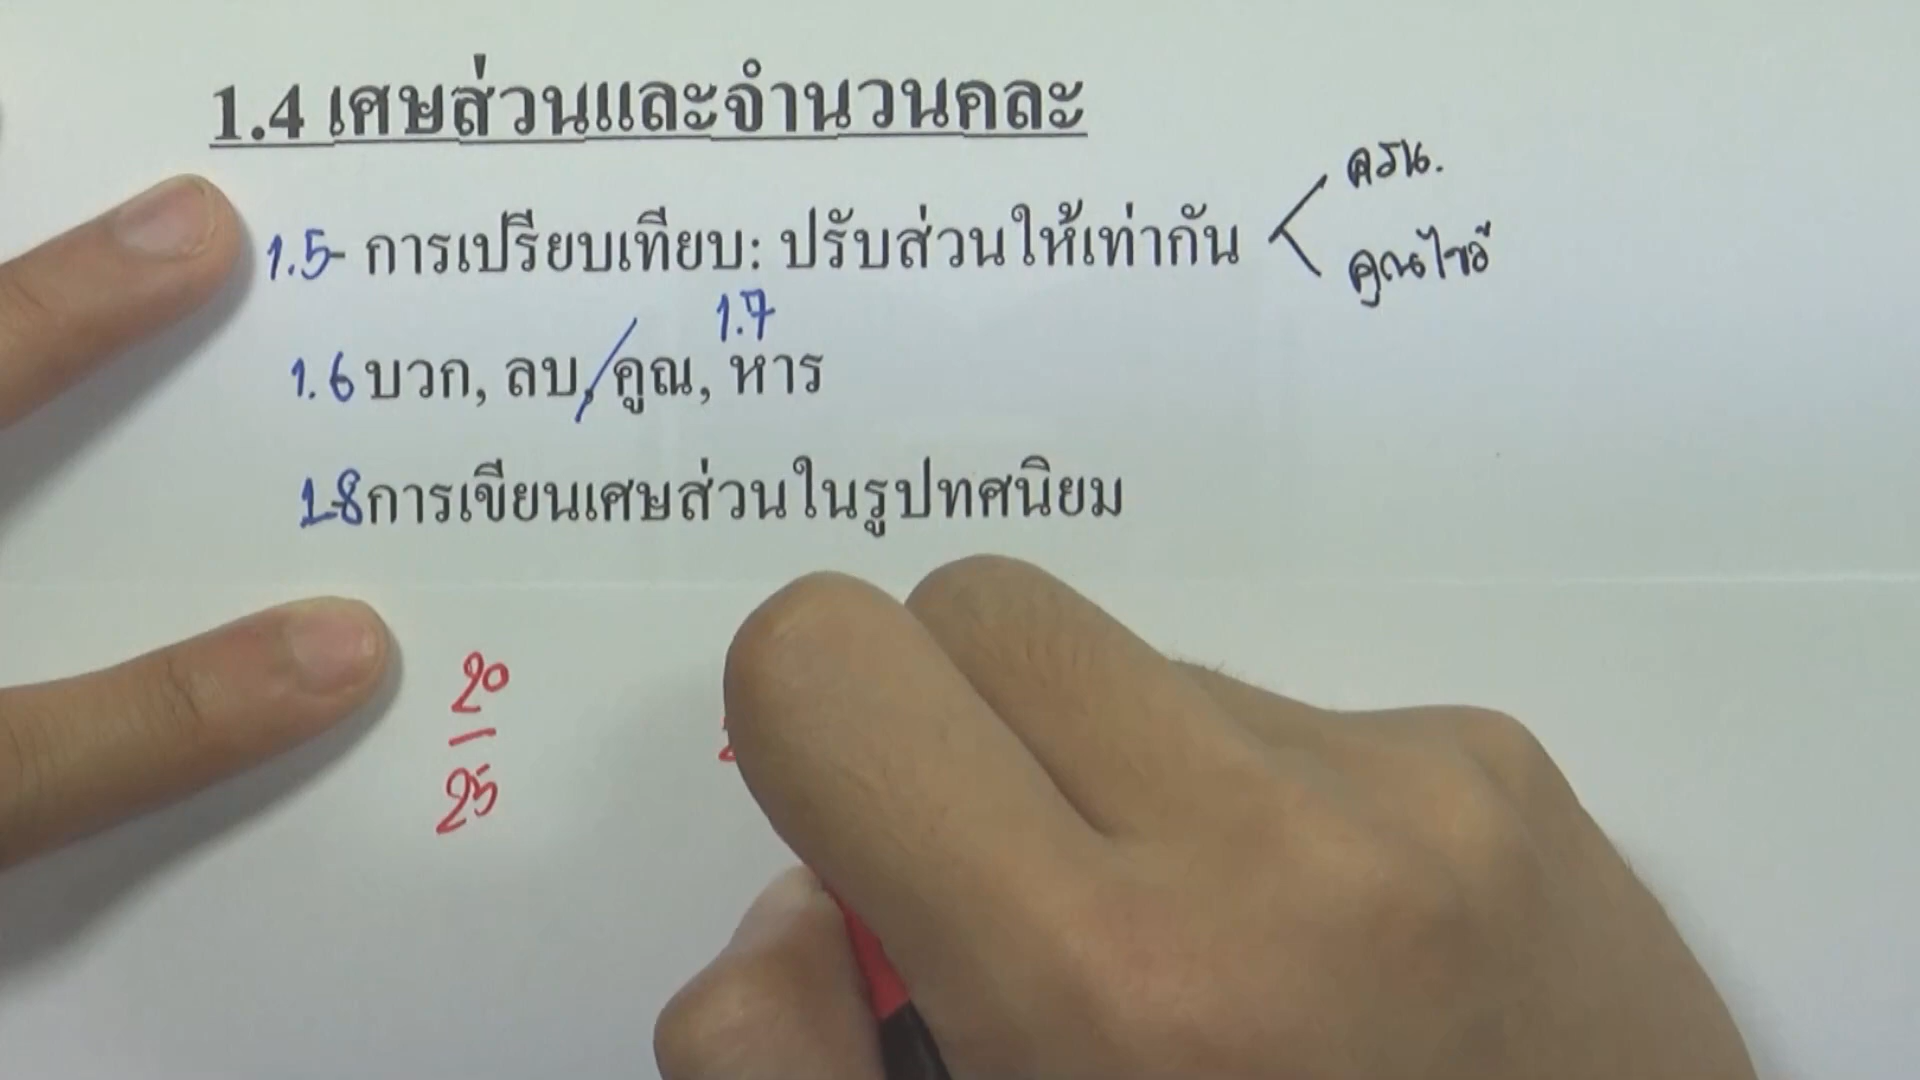 1.4 เศษส่วนและจำนวนคละ
1.5- การเปรียบเทียบ: ปรับส่วนให้เท่ากัน
ครน.
คูณไขว้
1.7
1.6 บวก, ลบ, คูณ, หาร
1.8 การเขียนเศษส่วนในรูปทศนิยม
20
25